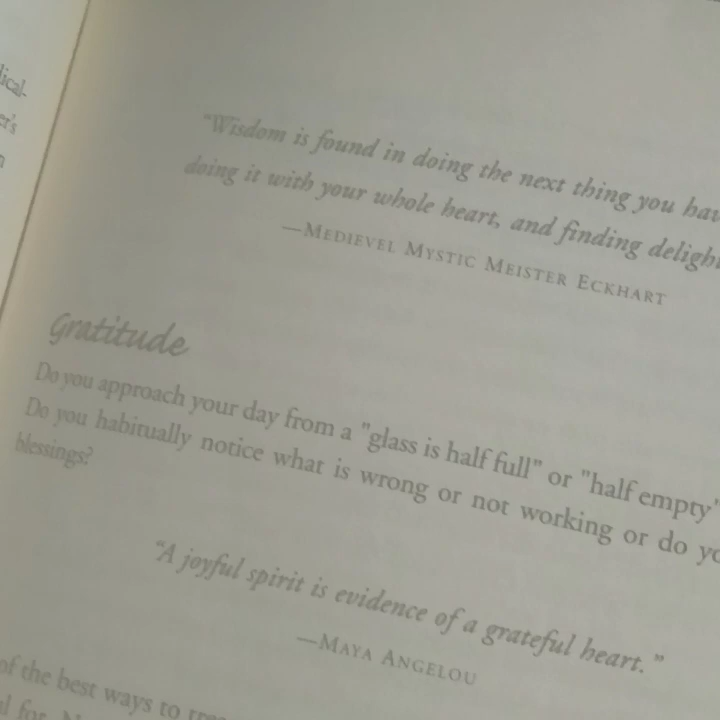 lical-
er's
"Wisdom is found in doing the next thing you hav
doing it with your whole heart, and finding deligh
—MEDIEVEL MYSTIC MEISTER ECKHART
Gratitude
Do you approach your day from a "glass is half full" or "half empty"
Do you habitually notice what is wrong or not working or do yo
blessings?
"A joyful spirit is evidence of a grateful heart."
—MAYA ANGELOU
of the best ways to
for.